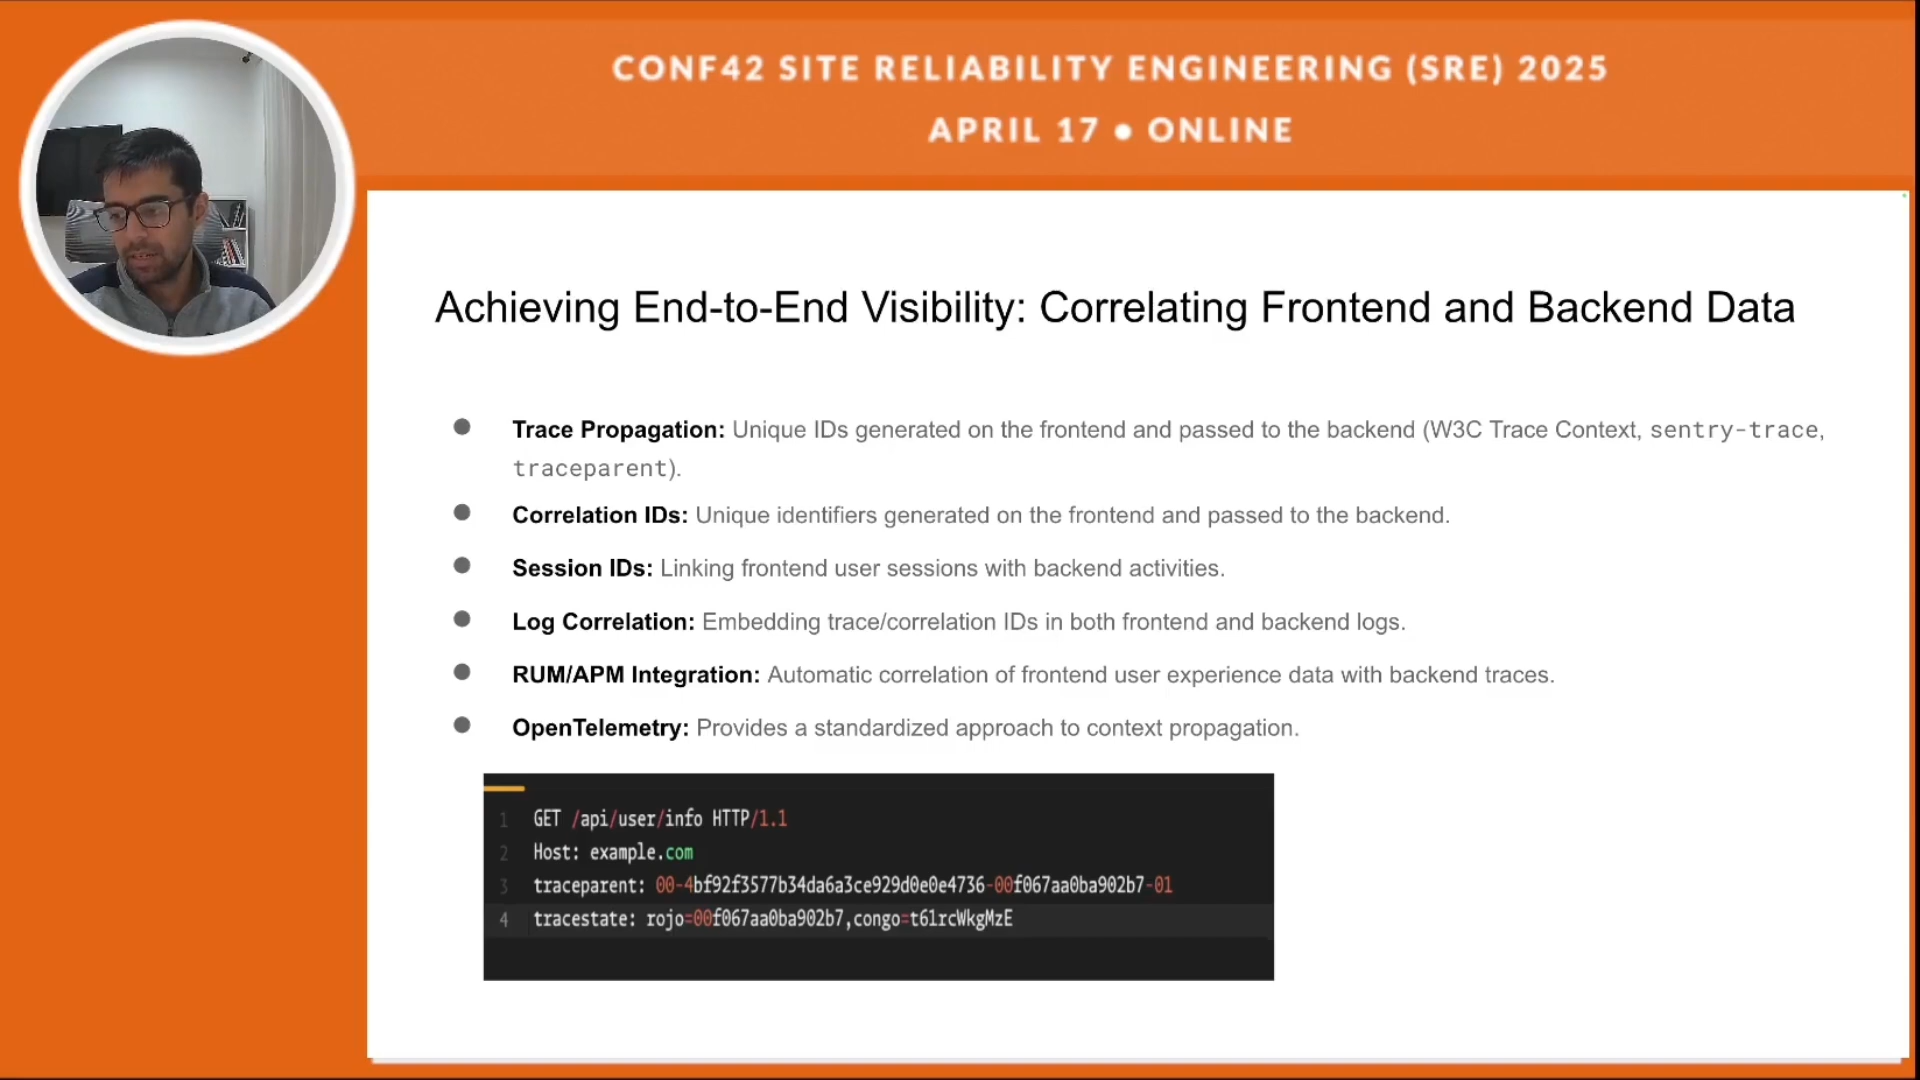 CONF42 SITE RELIABILITY ENGINEERING (SRE) 2025
APRIL 17 ● ONLINE
Achieving End-to-End Visibility: Correlating Frontend and Backend Data
● Trace Propagation: Unique IDs generated on the frontend and passed to the backend (W3C Trace Context, sentry-trace,
traceparent).
● Correlation IDs: Unique identifiers generated on the frontend and passed to the backend.
● Session IDs: Linking frontend user sessions with backend activities.
● Log Correlation: Embedding trace/correlation IDs in both frontend and backend logs.
● RUM/APM Integration: Automatic correlation of frontend user experience data with backend traces.
● OpenTelemetry: Provides a standardized approach to context propagation.
1 GET /api/user/info HTTP/1.1
2 Host: example.com
3 traceparent: 00-4bf92f3577b34da6a3ce929d0e0e4736-00f067aa0ba902b7-01
4 tracestate: rojo=00f067aa0ba902b7,congo=t61rcWkgMzE